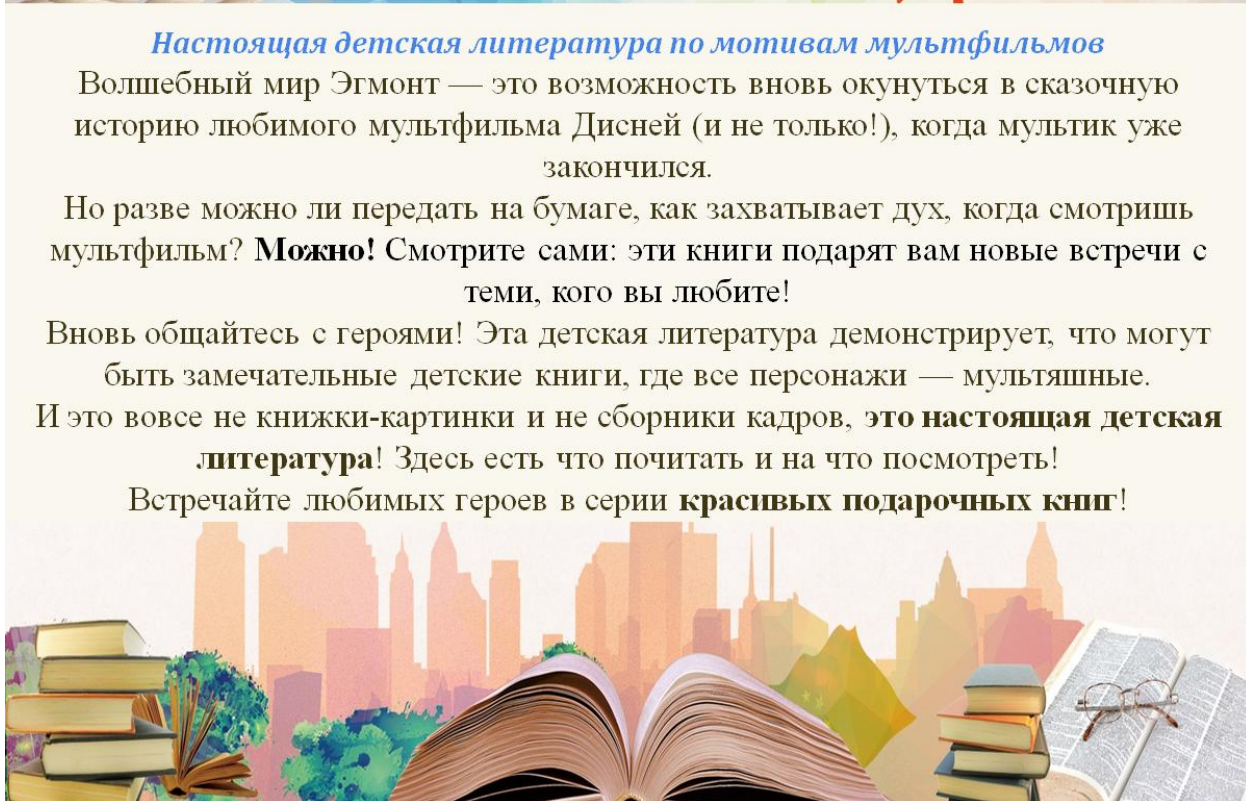 Настоящая детская литература по мотивам мультфильмов
Волшебный мир Эгмонт — это возможность вновь окунуться в сказочную
историю любимого мультфильма Дисней (и не только!), когда мультик уже
закончился.
Но разве можно ли передать на бумаге, как захватывает дух, когда смотришь
мультфильм? Можно! Смотрите сами: эти книги подарят вам новые встречи с
теми, кого вы любите!
Вновь общайтесь с героями! Эта детская литература демонстрирует, что могут
быть замечательные детские книги, где все персонажи — мультяшные.
И это вовсе не книжки-картинки и не сборники кадров, это настоящая детская
литература! Здесь есть что почитать и на что посмотреть!
Встречайте любимых героев в серии красивых подарочных книг!